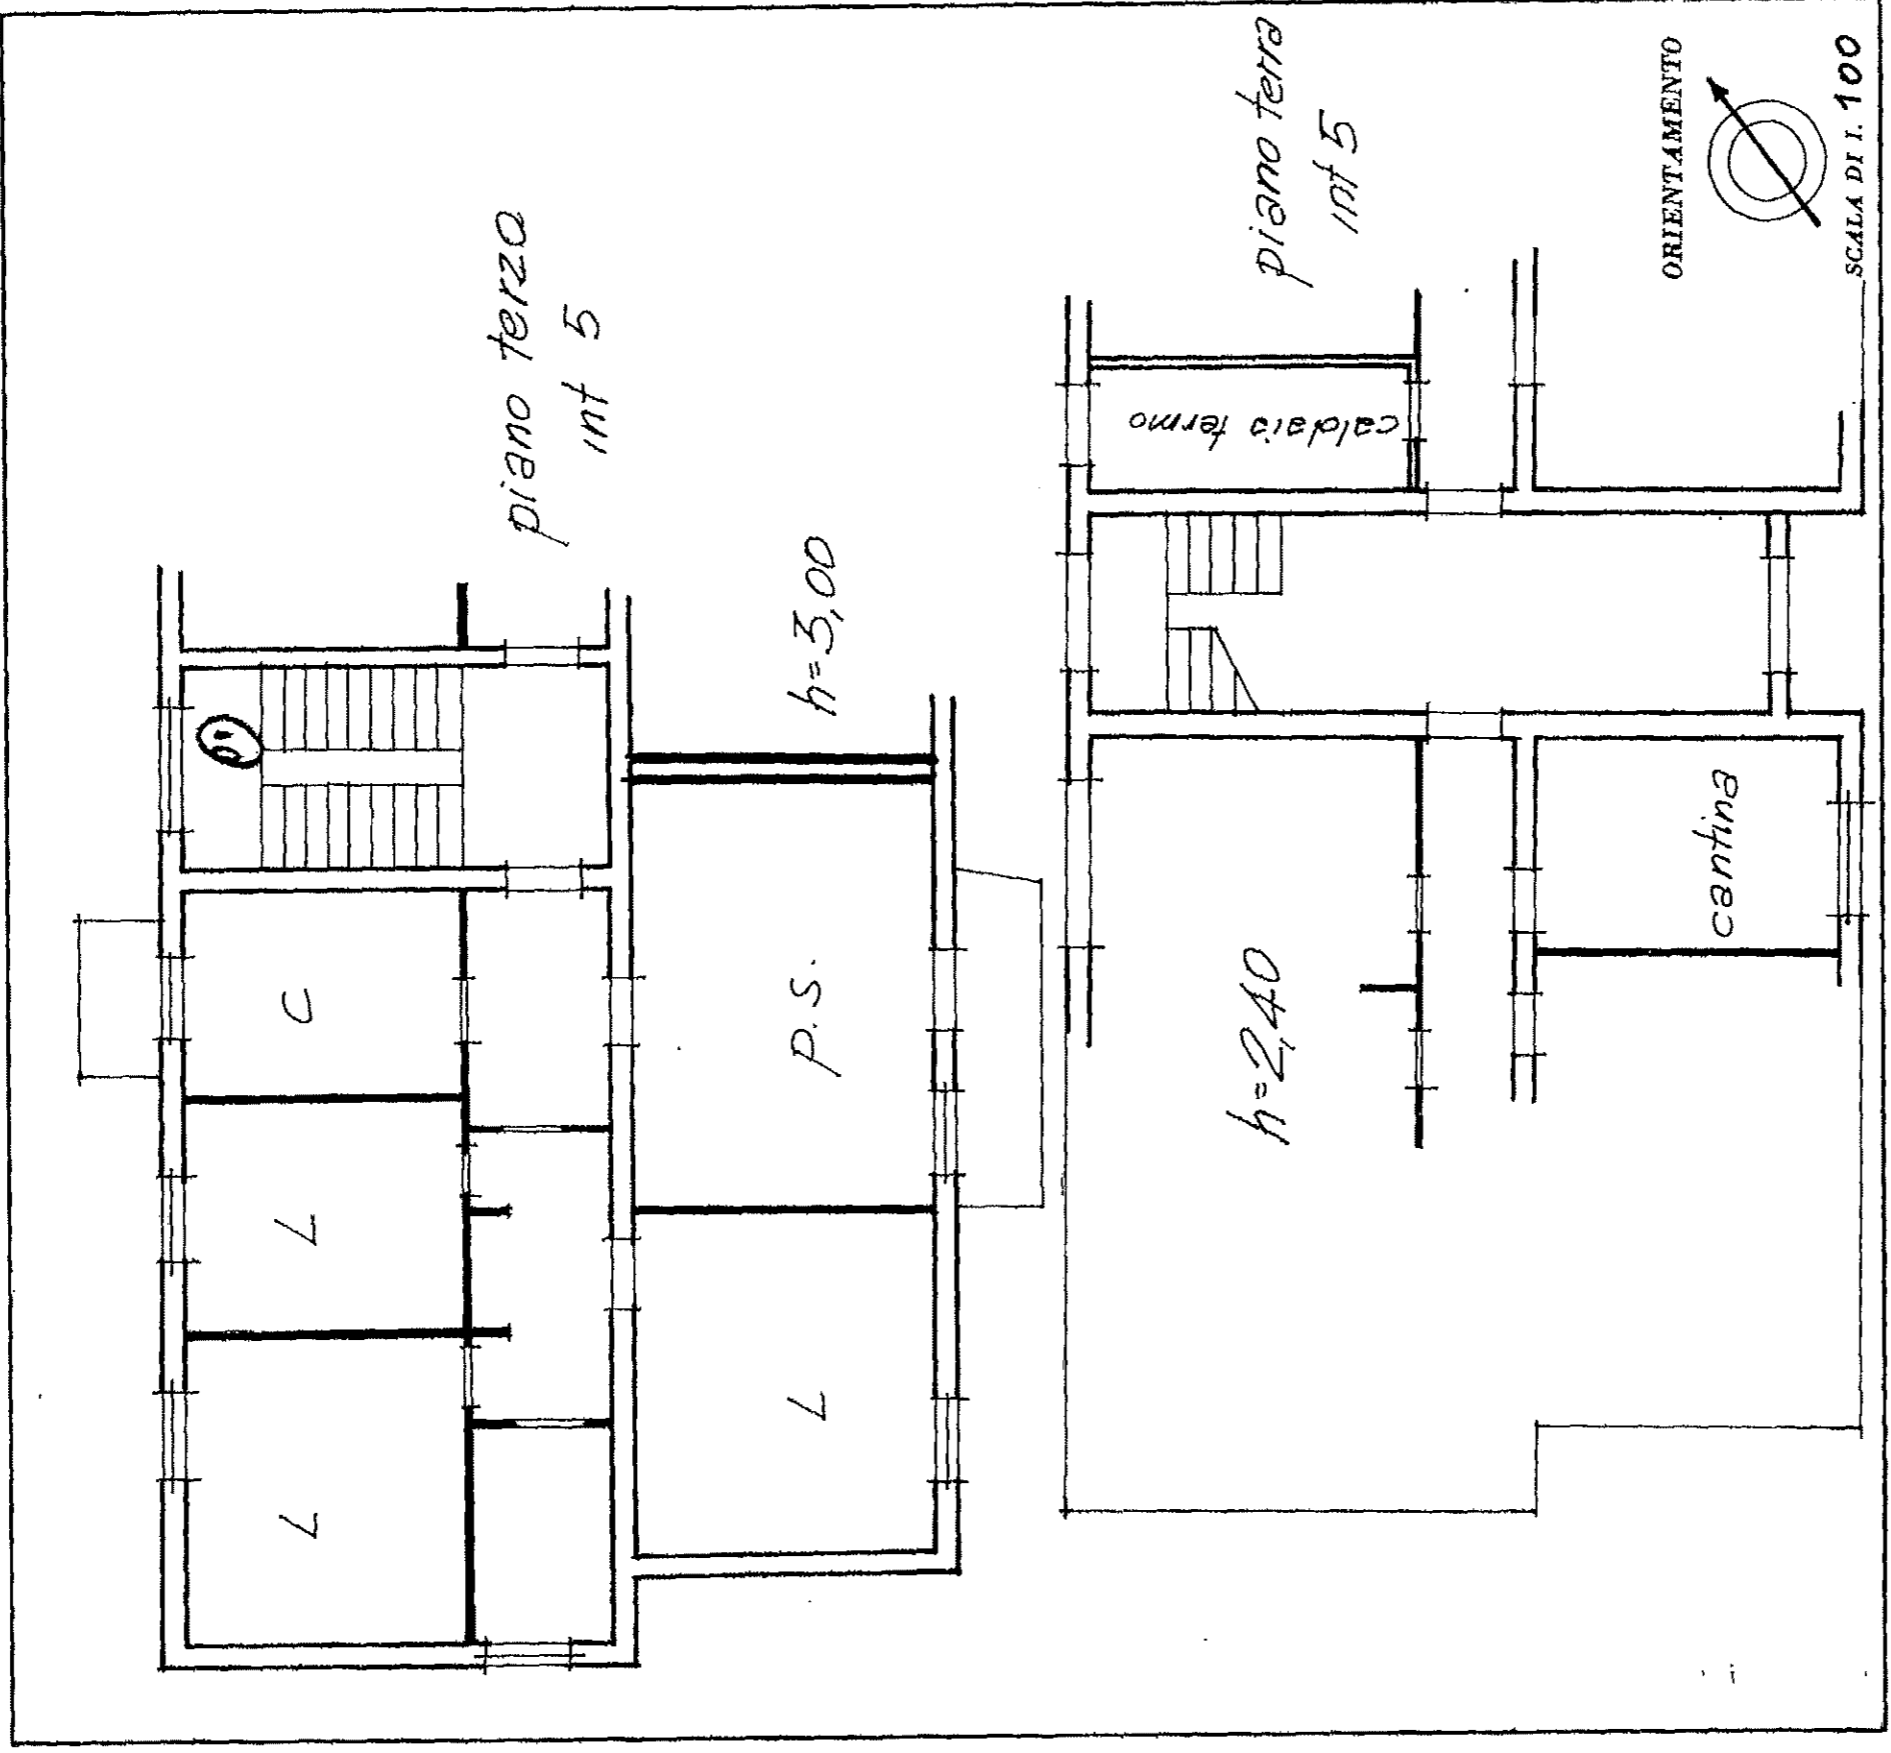 piano terzo
int 5
h=3,00
C
L
L
p.s.
L
piano terra
int 5
caldaia termo
h=2,40
cantina
ORIENTAMENTO
SCALA DI 1. 100